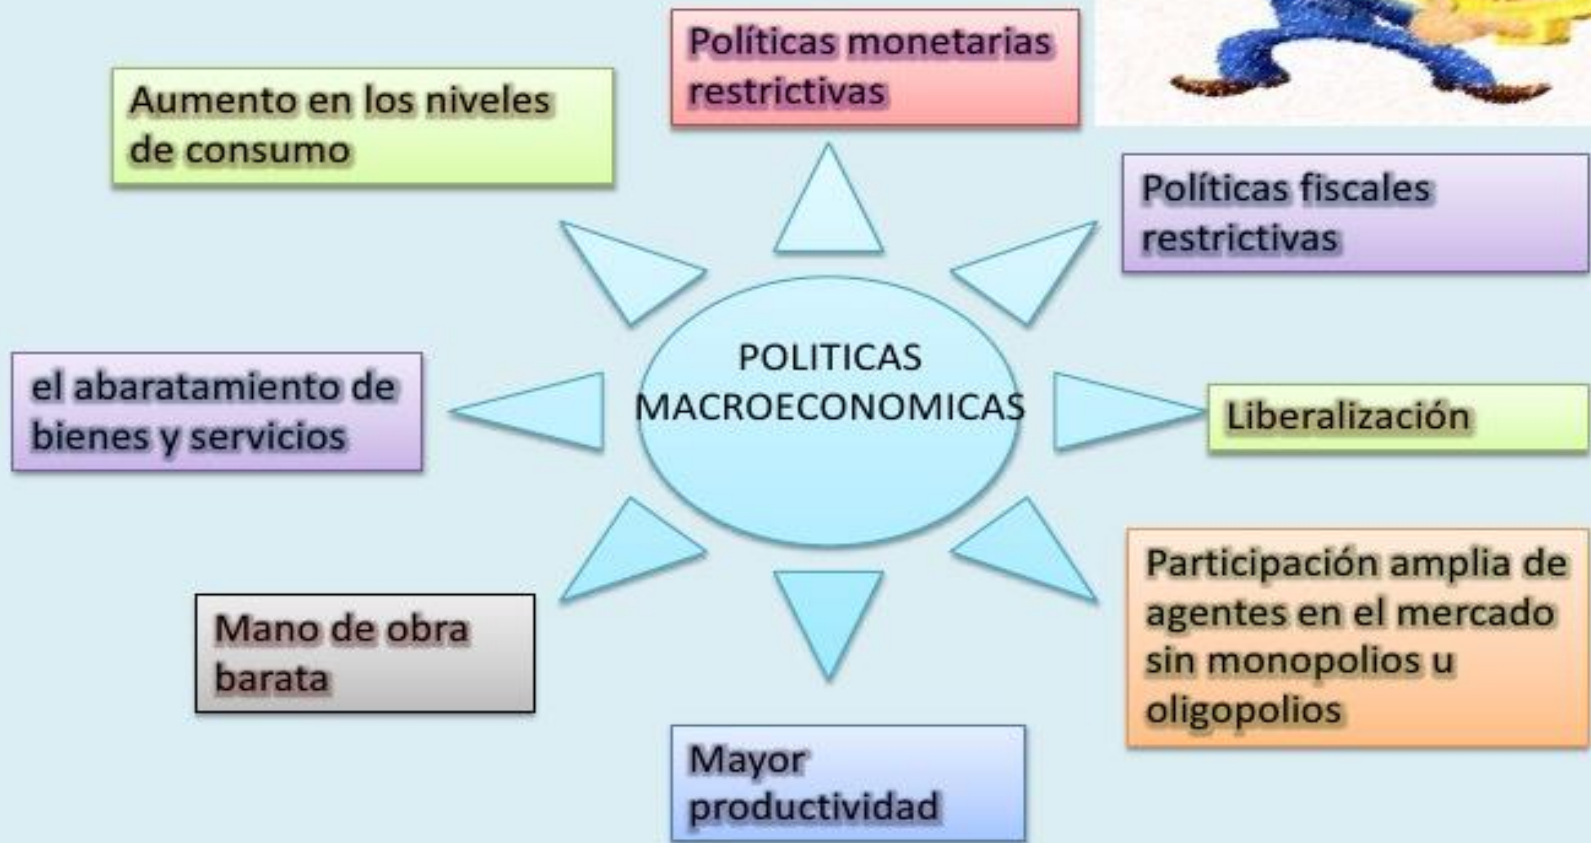 Políticas monetarias
restrictivas
Aumento en los niveles
de consumo
Políticas fiscales
restrictivas
POLITICAS
MACROECONOMICAS
el abaratamiento de
bienes y servicios
Liberalización
Participación amplia de
agentes en el mercado
sin monopolios u
oligopolios
Mano de obra
barata
Mayor
productividad